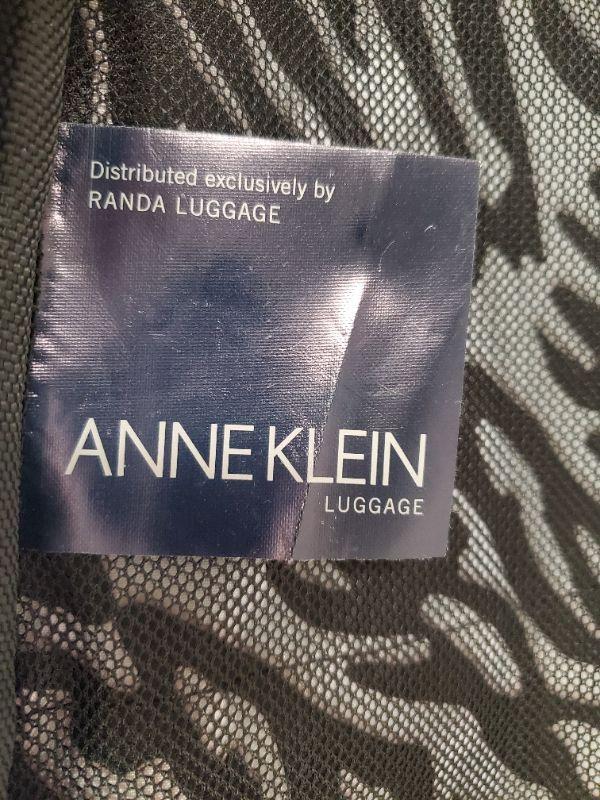 Distributed exclusively by
RANDA LUGGAGE
ANNE KLEIN
LUGGAGE